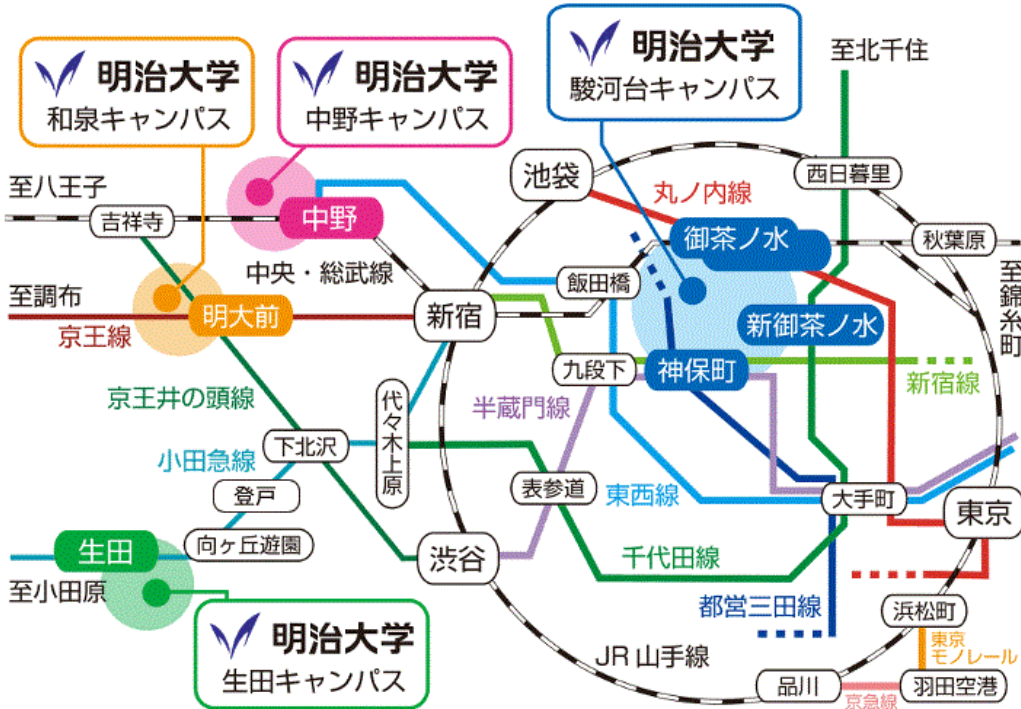 明治大学
和泉キャンパス
明治大学
中野キャンパス
明治大学
駿河台キャンパス
至北千住
至八王子
吉祥寺
中野
池袋
丸ノ内線
西日暮里
御茶ノ水
秋葉原
中央・総武線
飯田橋
至錦糸町
至調布
京王線
明大前
新宿
新御茶ノ水
九段下
神保町
新宿線
京王井の頭線
代々木上原
半蔵門線
小田急線
下北沢
登戸
表参道
東西線
大手町
東京
生田
向ヶ丘遊園
渋谷
千代田線
至小田原
都営三田線
浜松町
明治大学
生田キャンパス
JR 山手線
東京
モノレール
品川
京急線
羽田空港